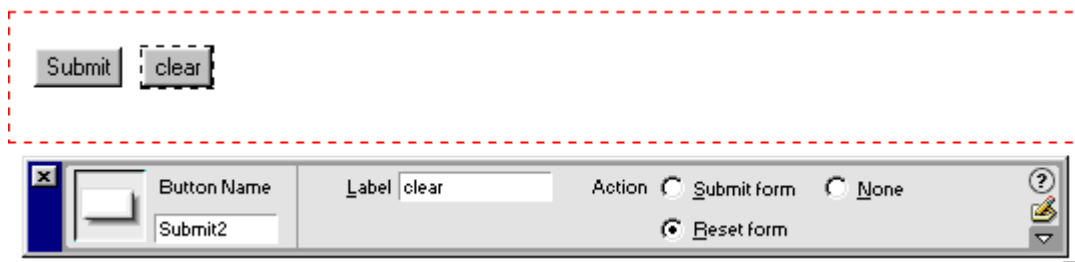 Submit clear
Button Name Label clear Action Submit form None
Submit2 Reset form
?